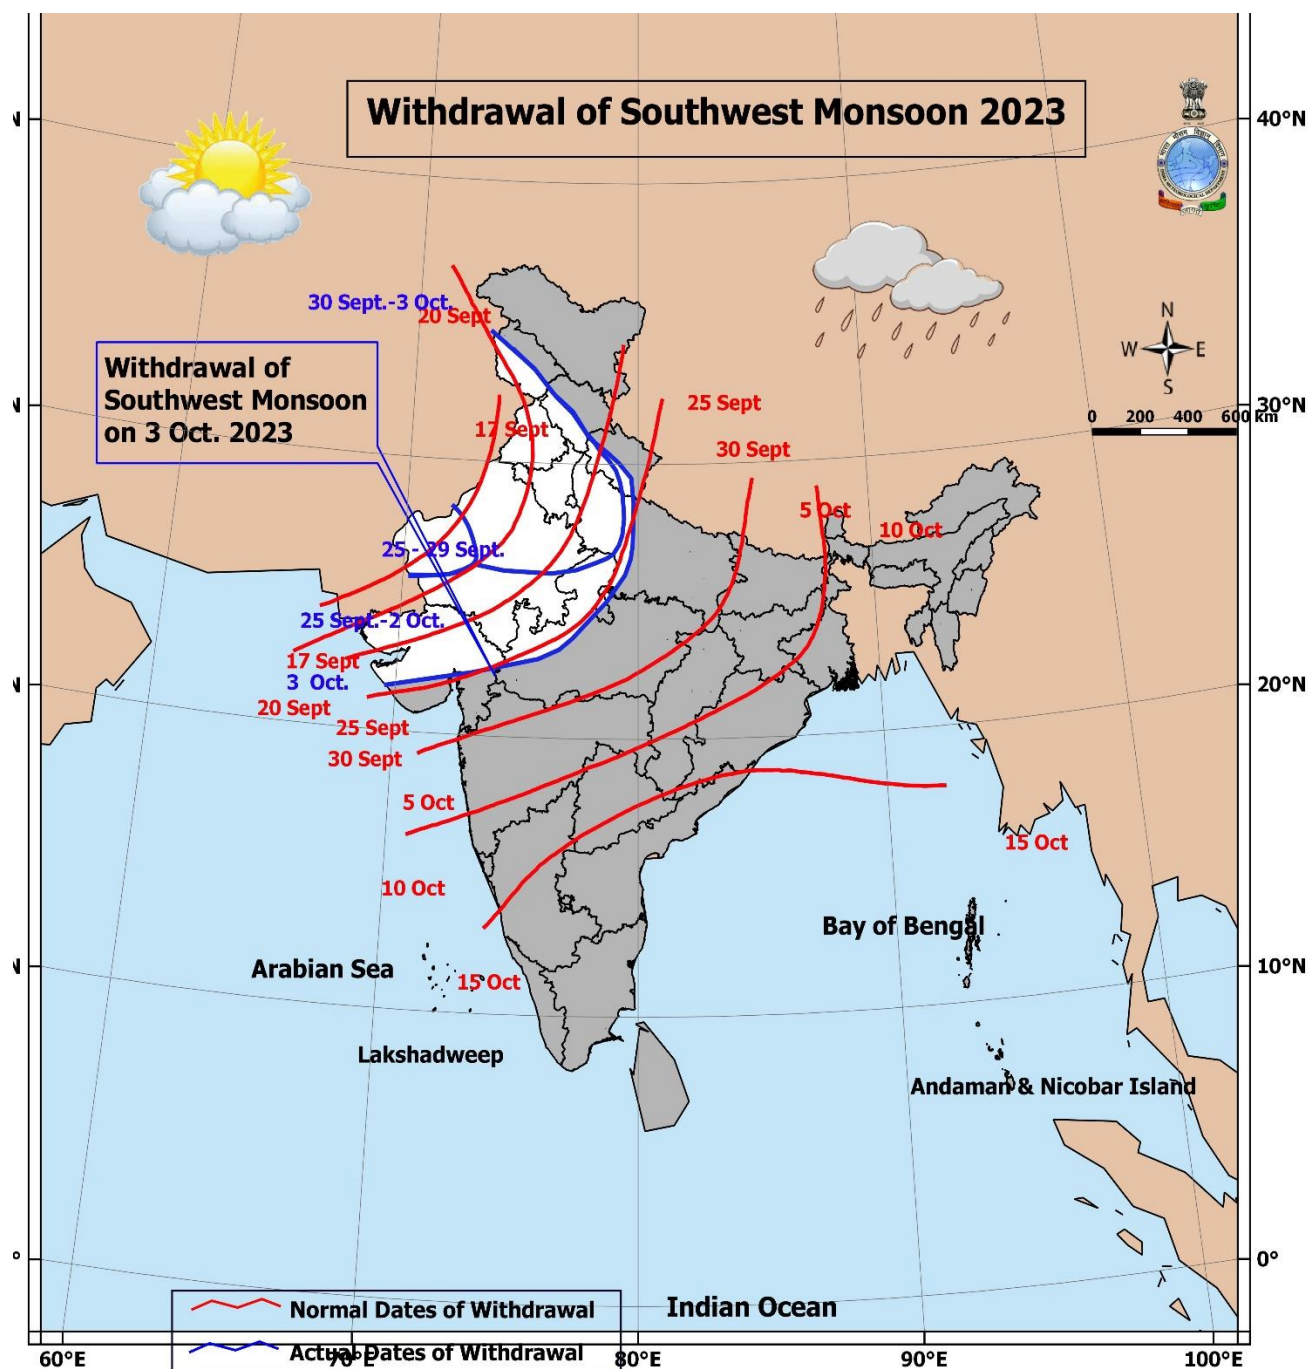 Withdrawal of Southwest Monsoon 2023
40°N
N
30 Sept.-3 Oct.
20 Sept
N
W
E
S
Withdrawal of
Southwest Monsoon
on 3 Oct. 2023
25 Sept
30°N
0 200 400 600 km
17 Sept
30 Sept
5 Oct
10 Oct
25 - 29 Sept.
25 Sept.-2 Oct.
17 Sept
3 Oct.
20°N
20 Sept
25 Sept
30 Sept
5 Oct
15 Oct
10 Oct
Bay of Bengal
Arabian Sea
10°N
15 Oct
Lakshadweep
Andaman & Nicobar Island
0°
Normal Dates of Withdrawal
Indian Ocean
Actual Dates of Withdrawal
60°E 70°E 80°E 90°E 100°E